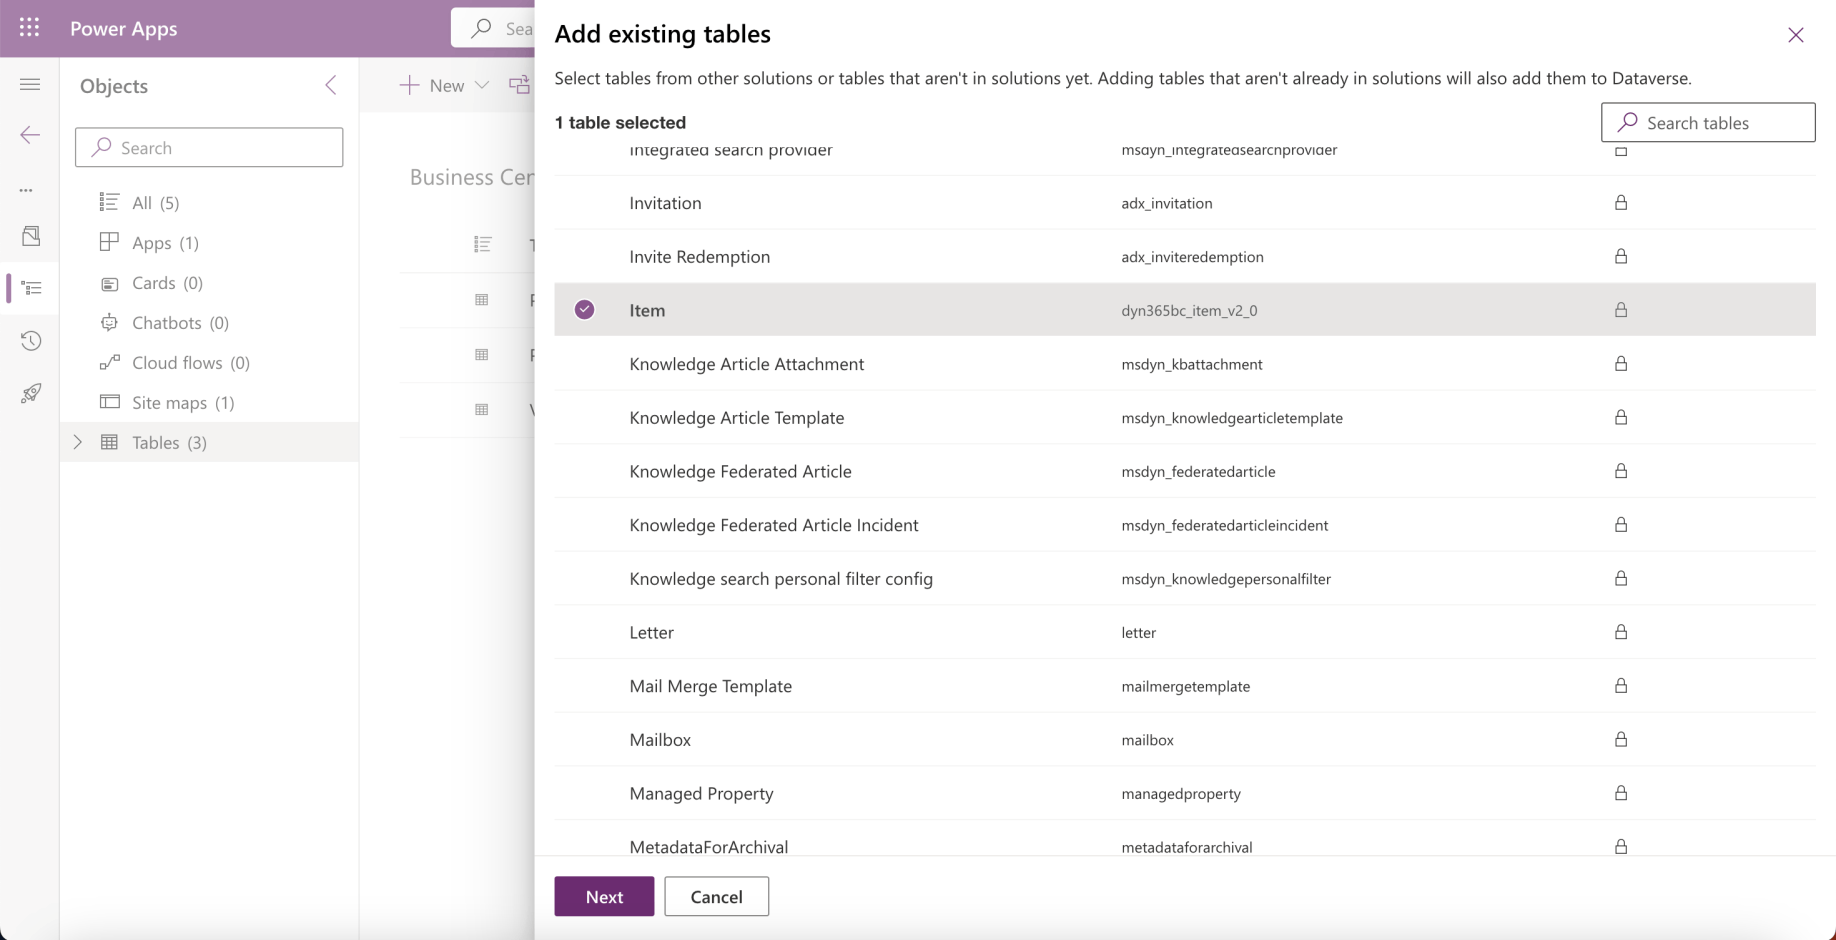 Power Apps
Sea
Objects
New
Search
Business Cen
All (5)
Apps (1)
Cards (0)
Chatbots (0)
Cloud flows (0)
Site maps (1)
Tables (3)
Add existing tables
Select tables from other solutions or tables that aren't in solutions yet. Adding tables that aren't already in solutions will also add them to Dataverse.
1 table selected
Search tables
Integrated search provider msdyn_integratedsearchprovider
Invitation adx_invitation
Invite Redemption adx_inviteredemption
Item dyn365bc_item_v2_0
Knowledge Article Attachment msdyn_kbattachment
Knowledge Article Template msdyn_knowledgearticletemplate
Knowledge Federated Article msdyn_federatedarticle
Knowledge Federated Article Incident msdyn_federatedarticleincident
Knowledge search personal filter config msdyn_knowledgepersonalfilter
Letter letter
Mail Merge Template mailmergetemplate
Mailbox mailbox
Managed Property managedproperty
MetadataForArchival metadataforarchival
Next
Cancel